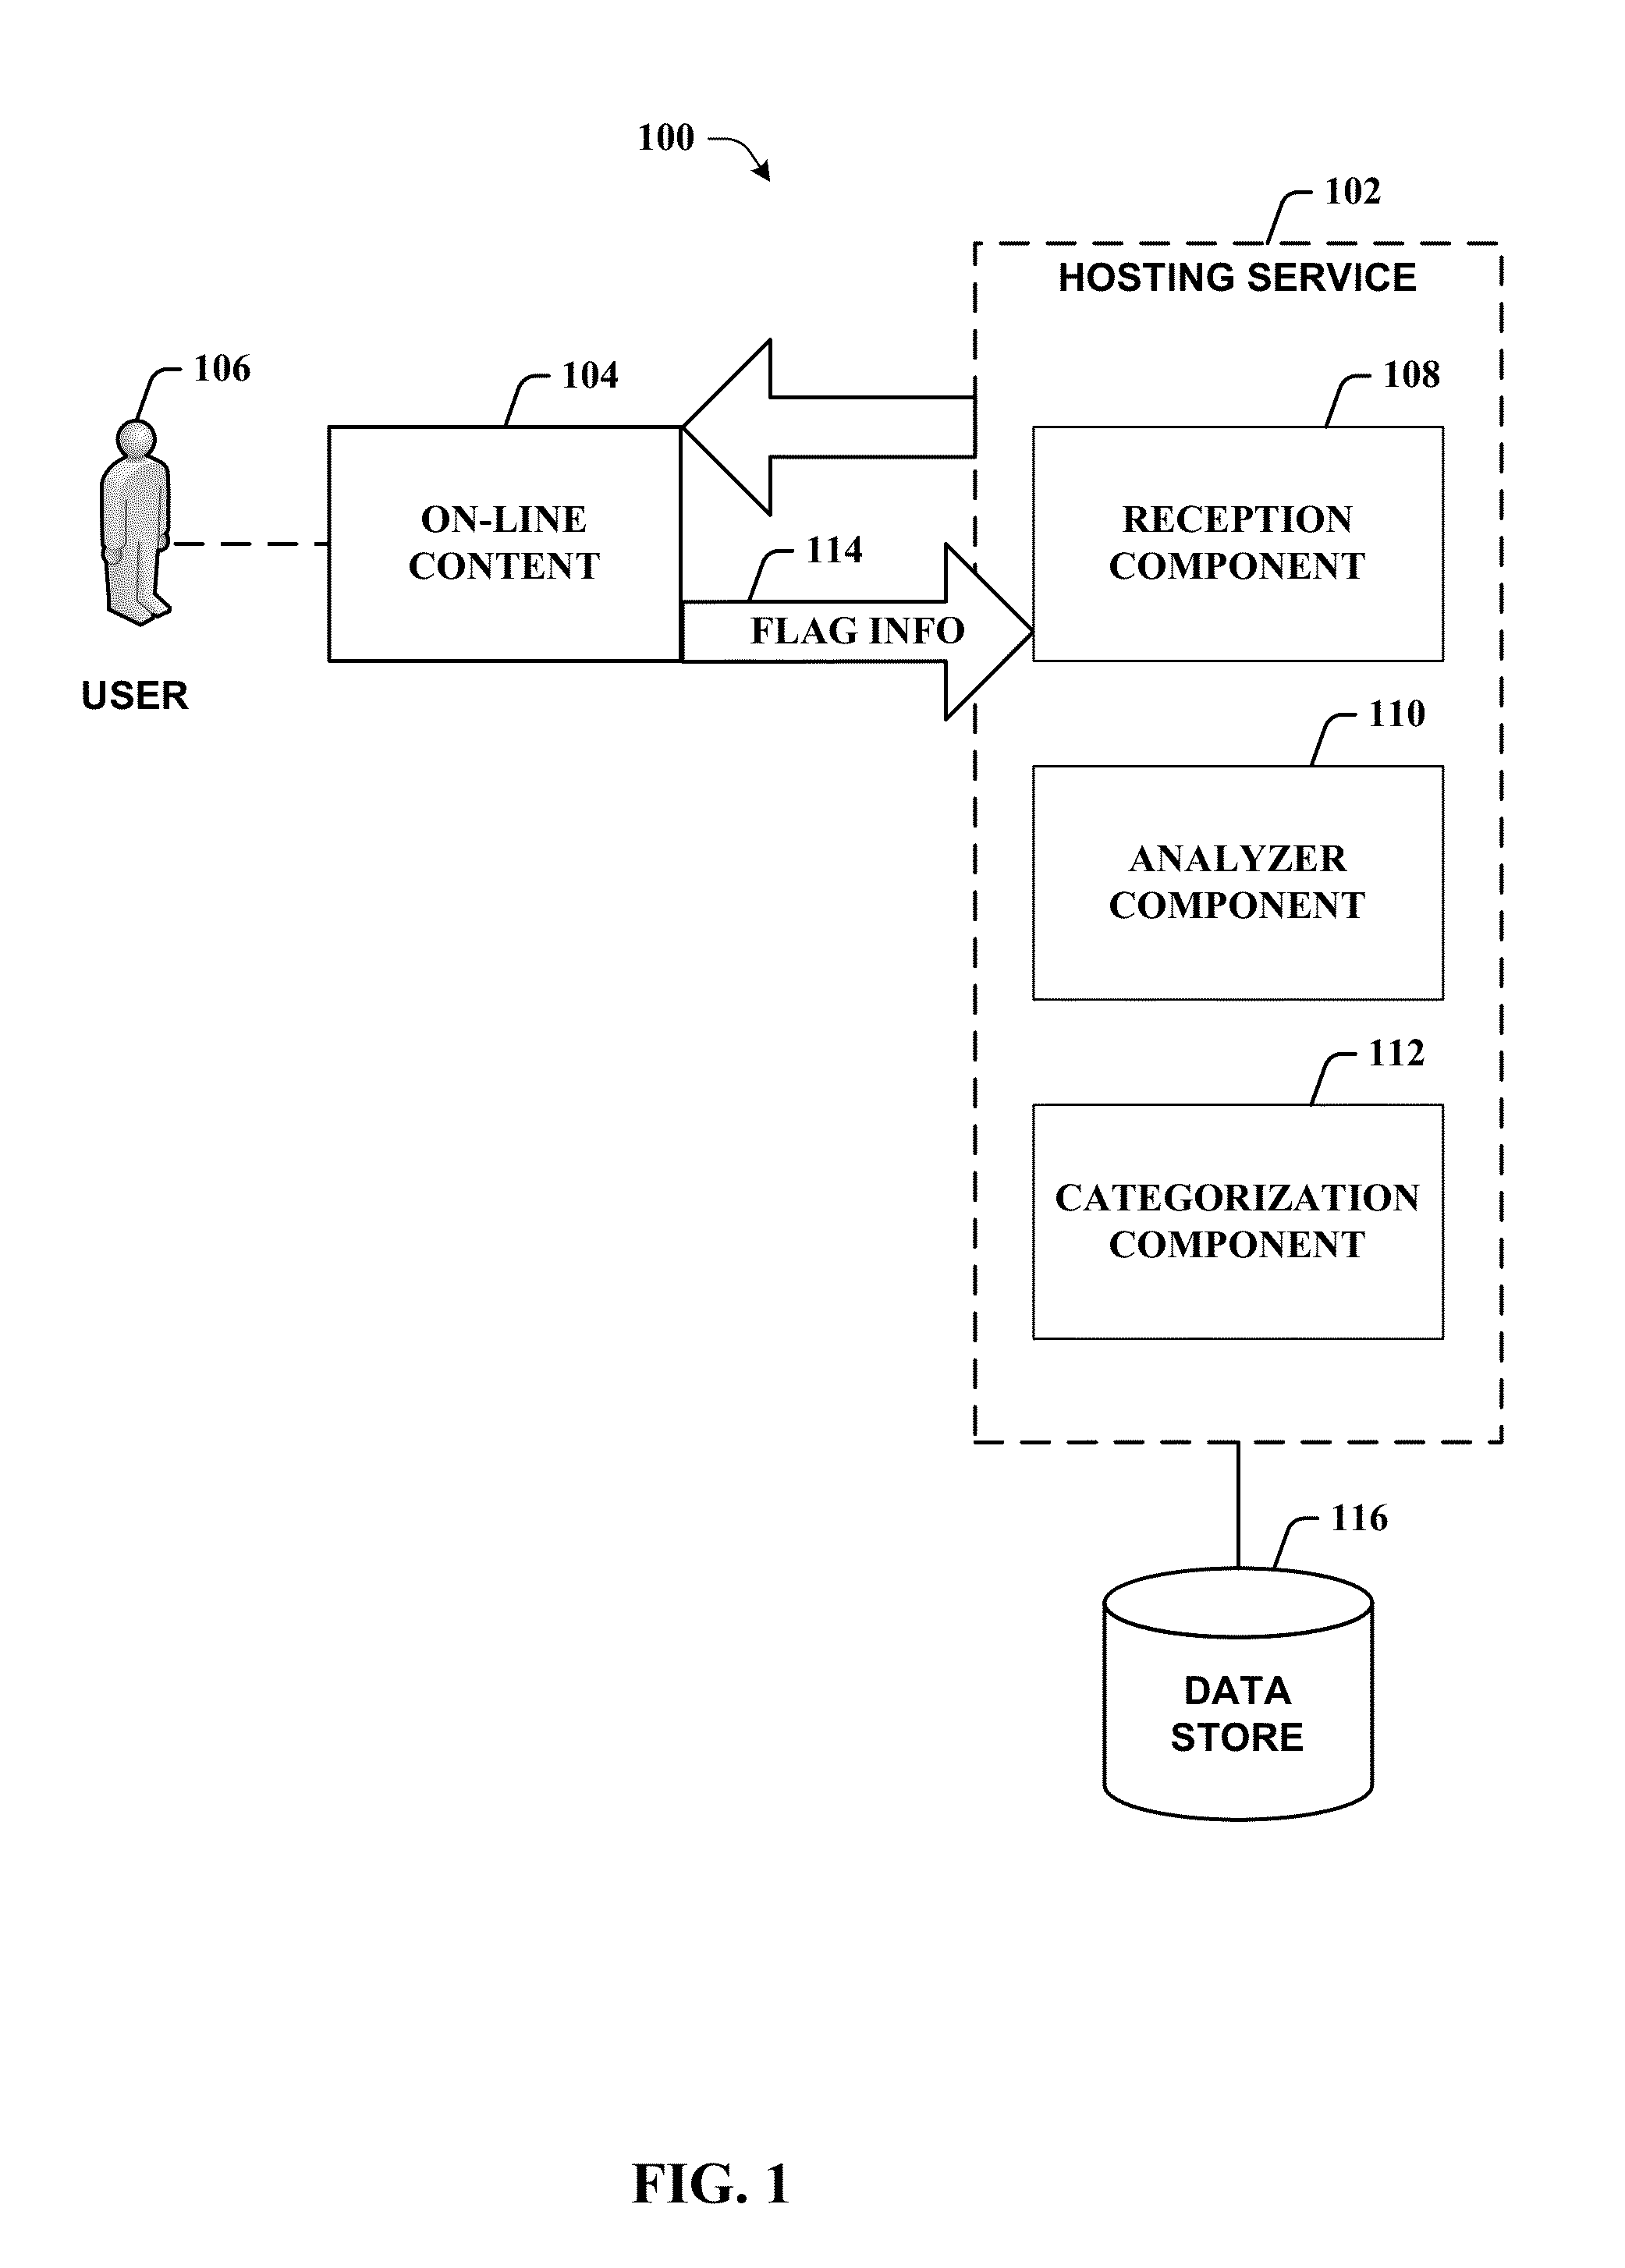 100
102
HOSTING SERVICE
106
104
108
ON-LINE
CONTENT
RECEPTION
COMPONENT
114
FLAG INFO
USER
110
ANALYZER
COMPONENT
112
CATEGORIZATION
COMPONENT
116
DATA
STORE
FIG. 1